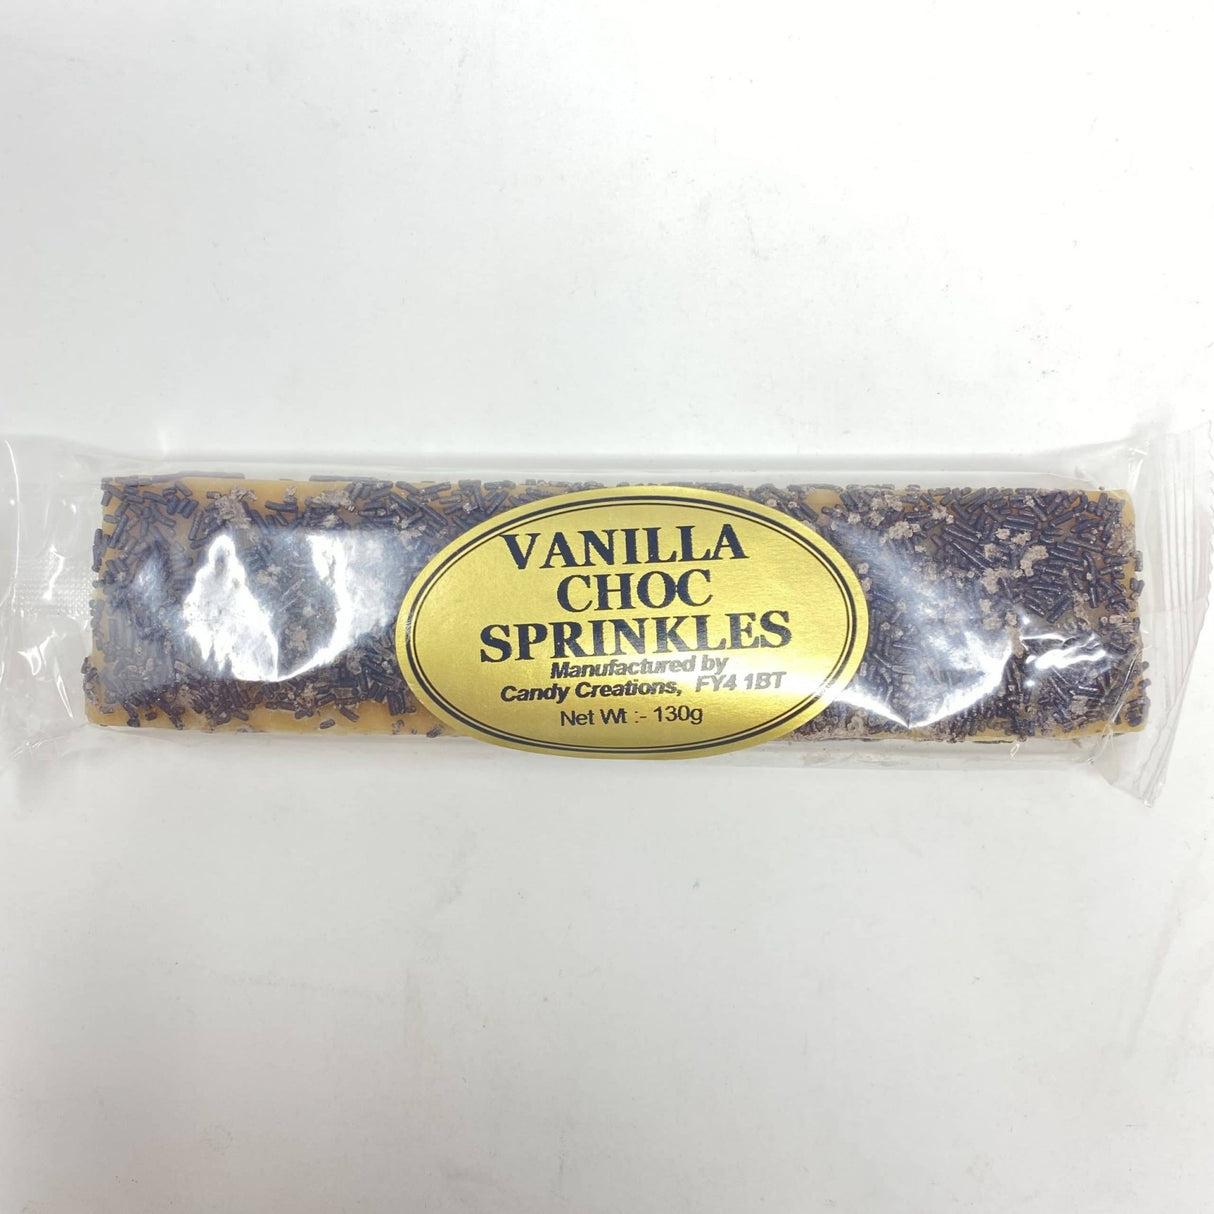 VANILLA
CHOC
SPRINKLES
Manufactured by
Candy Creations, FY4 1BT
Net Wt :- 130g